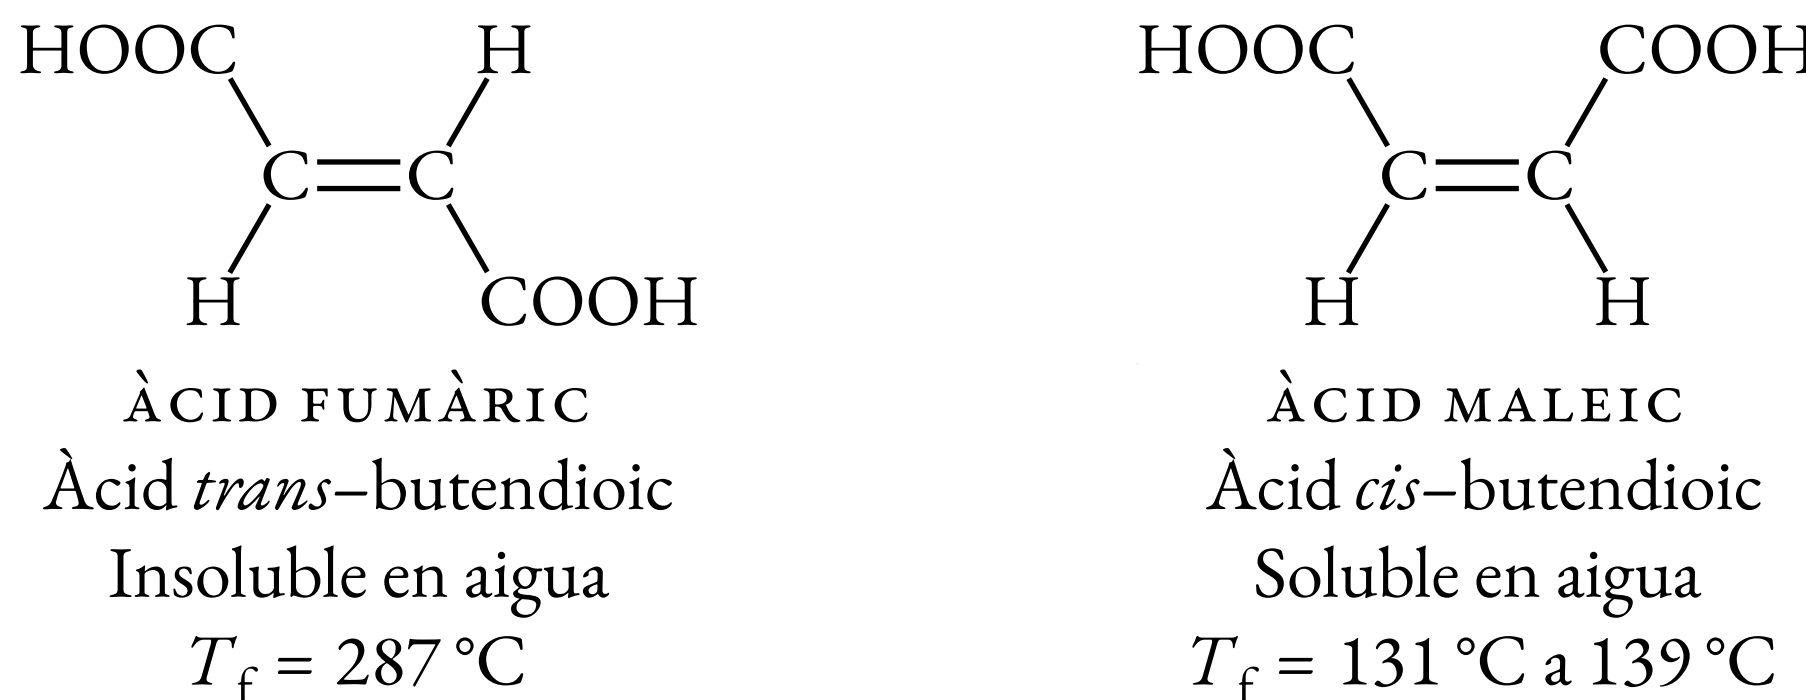 HOOC H
C C
H COOH
ÀCID FUMÀRIC
Àcid trans–butendioic
Insoluble en aigua
Tf = 287 °C
HOOC COOH
C C
H H
ÀCID MALEIC
Àcid cis–butendioic
Soluble en aigua
Tf = 131 °C a 139 °C